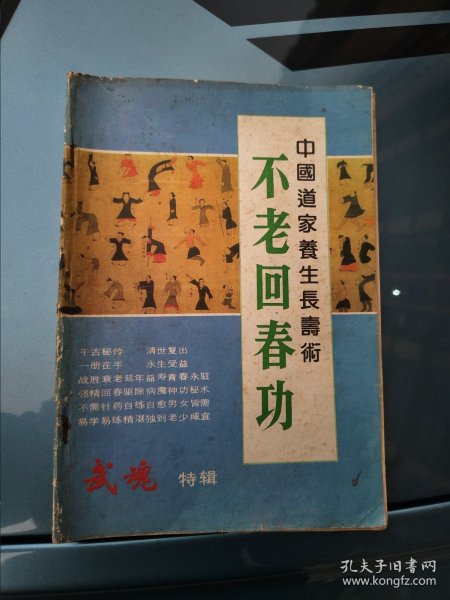 中國道家養生長壽術
不老回春功
千古秘传 清世复出
一册在手 永生受益
战胜衰老延年益寿青春永驻
强精回春驱除病魔神功秘术
不需针药自练自愈男女皆需
易学易练精湛独到老少咸宜
武魂 特辑
孔夫子旧书网
www.kongfz.com